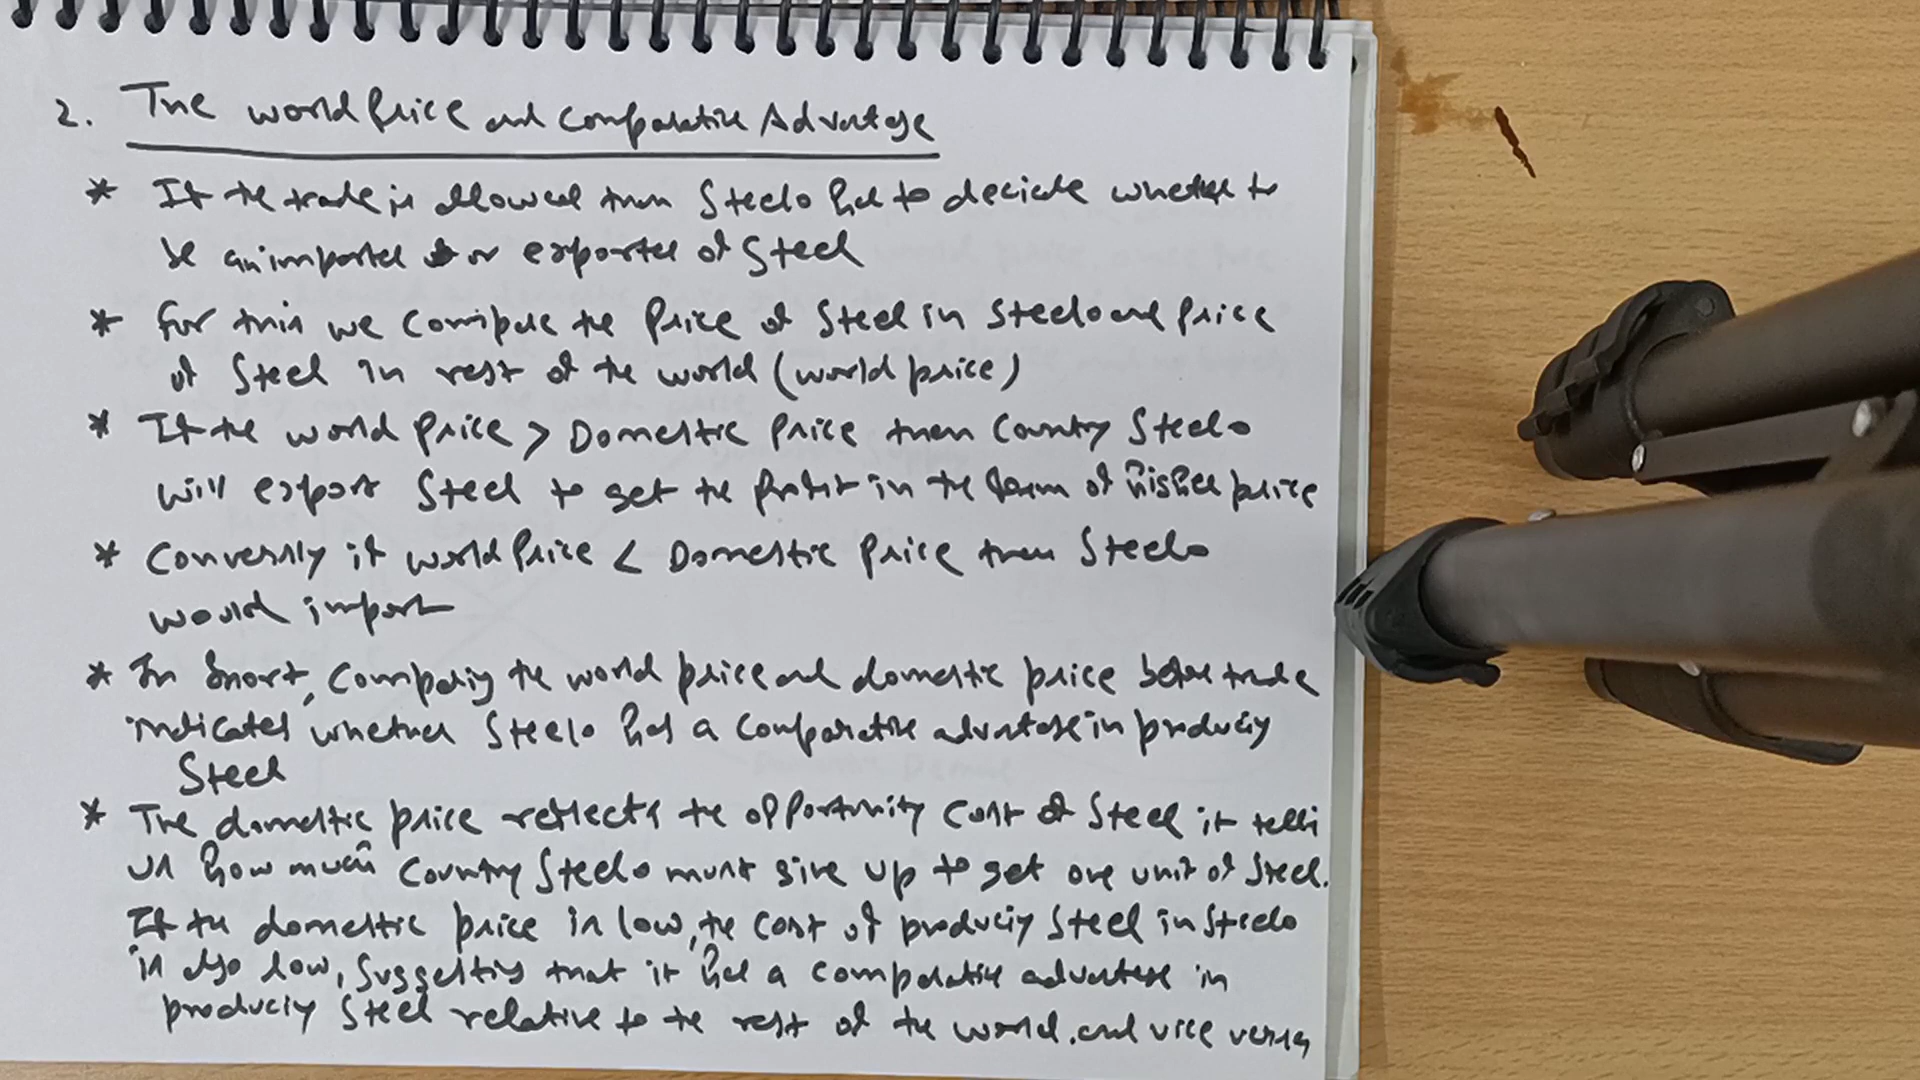 2. The world Price and Comparative Advantage
* If the trade is allowed then Steelo has to decide whether to
be an importer or exporter of Steel
* For this we compare the Price of Steel in Steelo and Price
of Steel in rest of the world (world price)
* If the world Price > Domestic Price then Country Steelo
will export Steel to get the profit in the form of higher price
* Conversly if world Price < Domestic Price then Steelo
would import
* In Short, Comparing the world price and domestic price before trade
indicates whether Steelo has a comparative advantage in producing
Steel
* The domestic price reflects the opportunity cost of Steel it tells
us how much Country Steelo must give up to get one unit of Steel.
If the domestic price is low, the cost of producing Steel in Steelo
is also low, Suggesting that it has a comparative advantage in
producing Steel relative to the rest of the world. and vice versa